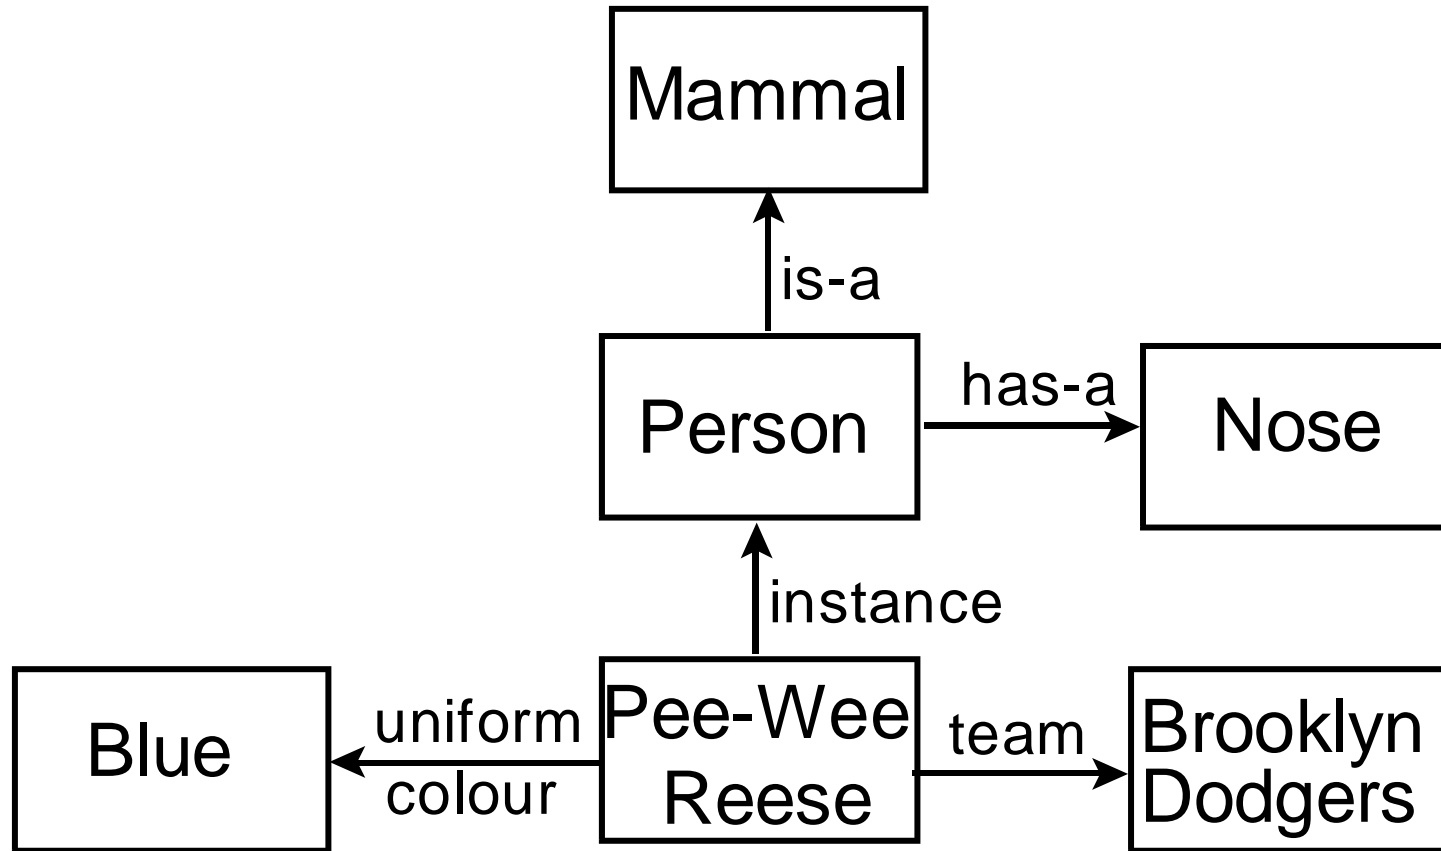 Mammal
is-a
Person
has-a
Nose
instance
Blue
uniform
colour
Pee-Wee
Reese
team
Brooklyn
Dodgers